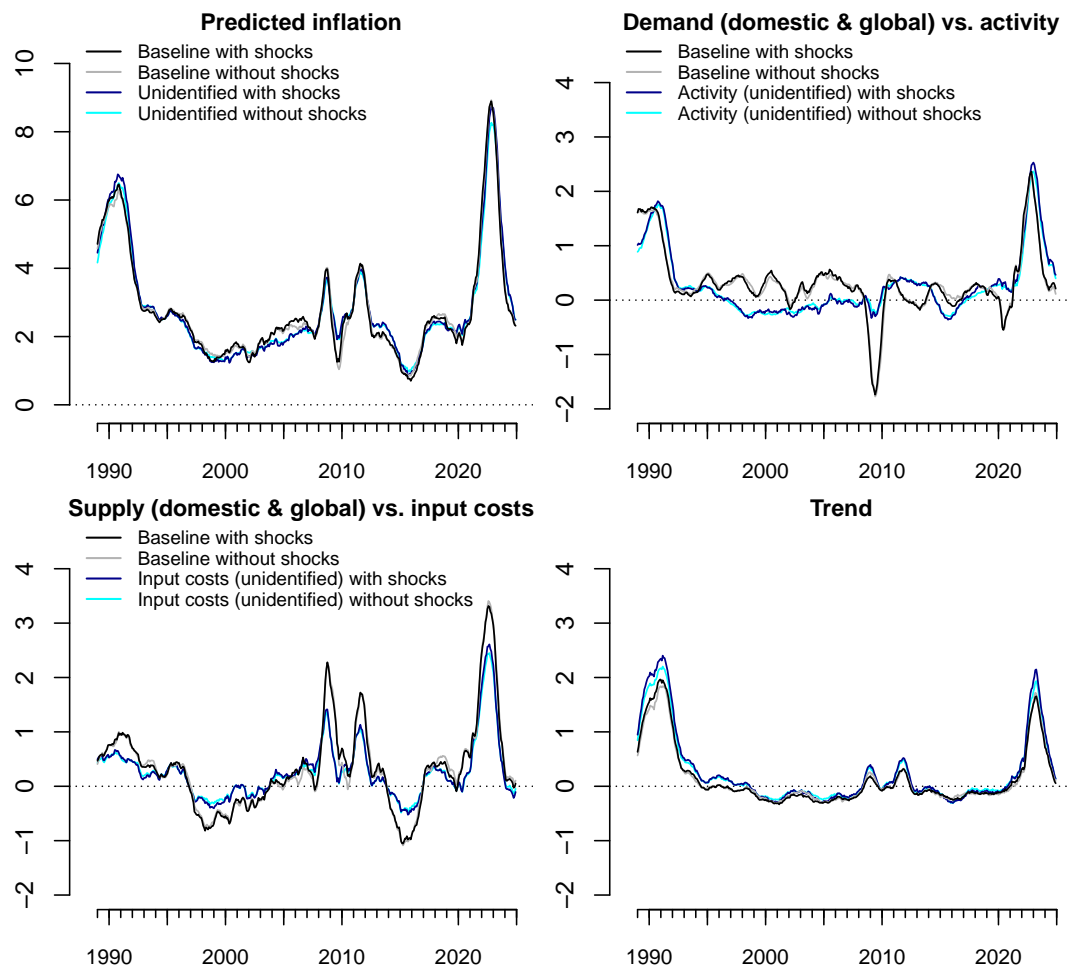 Predicted inflation
Baseline with shocks
Baseline without shocks
Unidentified with shocks
Unidentified without shocks
0 2 4 6 8 10
1990 2000 2010 2020
Demand (domestic & global) vs. activity
Baseline with shocks
Baseline without shocks
Activity (unidentified) with shocks
Activity (unidentified) without shocks
−2 −1 0 1 2 3 4
1990 2000 2010 2020
Supply (domestic & global) vs. input costs
Baseline with shocks
Baseline without shocks
Input costs (unidentified) with shocks
Input costs (unidentified) without shocks
−2 −1 0 1 2 3 4
1990 2000 2010 2020
Trend
−2 −1 0 1 2 3 4
1990 2000 2010 2020